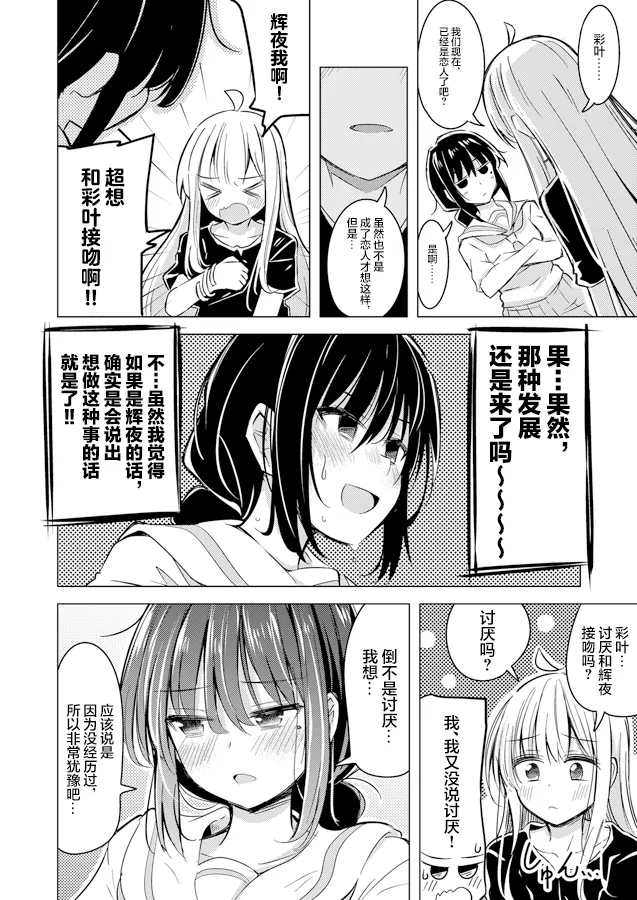 彩叶……
我们现在，
已经是恋人
了吧？
是啊……
虽然也不是
成了恋人才想这样，
但是…
辉夜我啊！
超想
和彩叶接吻啊!!
果…果然，
那种发展
还是来了吗～～～～～
不…虽然我觉得
如果是辉夜的话，
确实是会说出
想做这种事的话
就是了!!
彩叶…
讨厌和辉夜
接吻吗？
讨厌吗？
しゅん…
我、我又没说讨厌！
倒不是讨厌，
我想…
应该说是
因为没经历过，
所以非常犹豫吧…